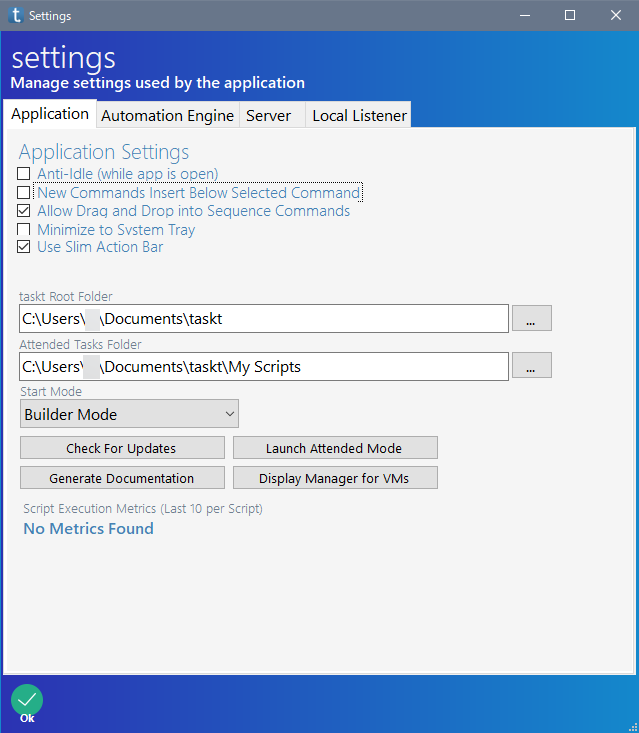 Settings
settings
Manage settings used by the application
Application Automation Engine Server Local Listener
Application Settings
Anti-Idle (while app is open)
New Commands Insert Below Selected Command
Allow Drag and Drop into Sequence Commands
Minimize to System Tray
Use Slim Action Bar
taskt Root Folder
C:\Users\ \Documents\taskt ...
Attended Tasks Folder
C:\Users\ \Documents\taskt\My Scripts ...
Start Mode
Builder Mode
Check For Updates Launch Attended Mode
Generate Documentation Display Manager for VMs
Script Execution Metrics (Last 10 per Script)
No Metrics Found
Ok